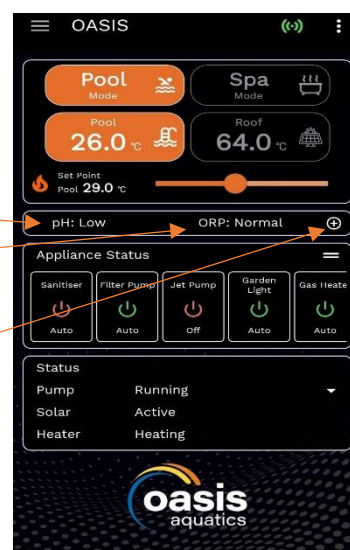 OASIS
Pool
Mode
Spa
Mode
Pool
26.0 °C
Roof
64.0 °C
Set Point
Pool 29.0 °C
pH: Low ORP: Normal
Appliance Status
Sanitiser Filter Pump Jet Pump Garden Light Gas Heate
Auto Auto Off Auto Auto
Status
Pump Running
Solar Active
Heater Heating
oasis
aquatics